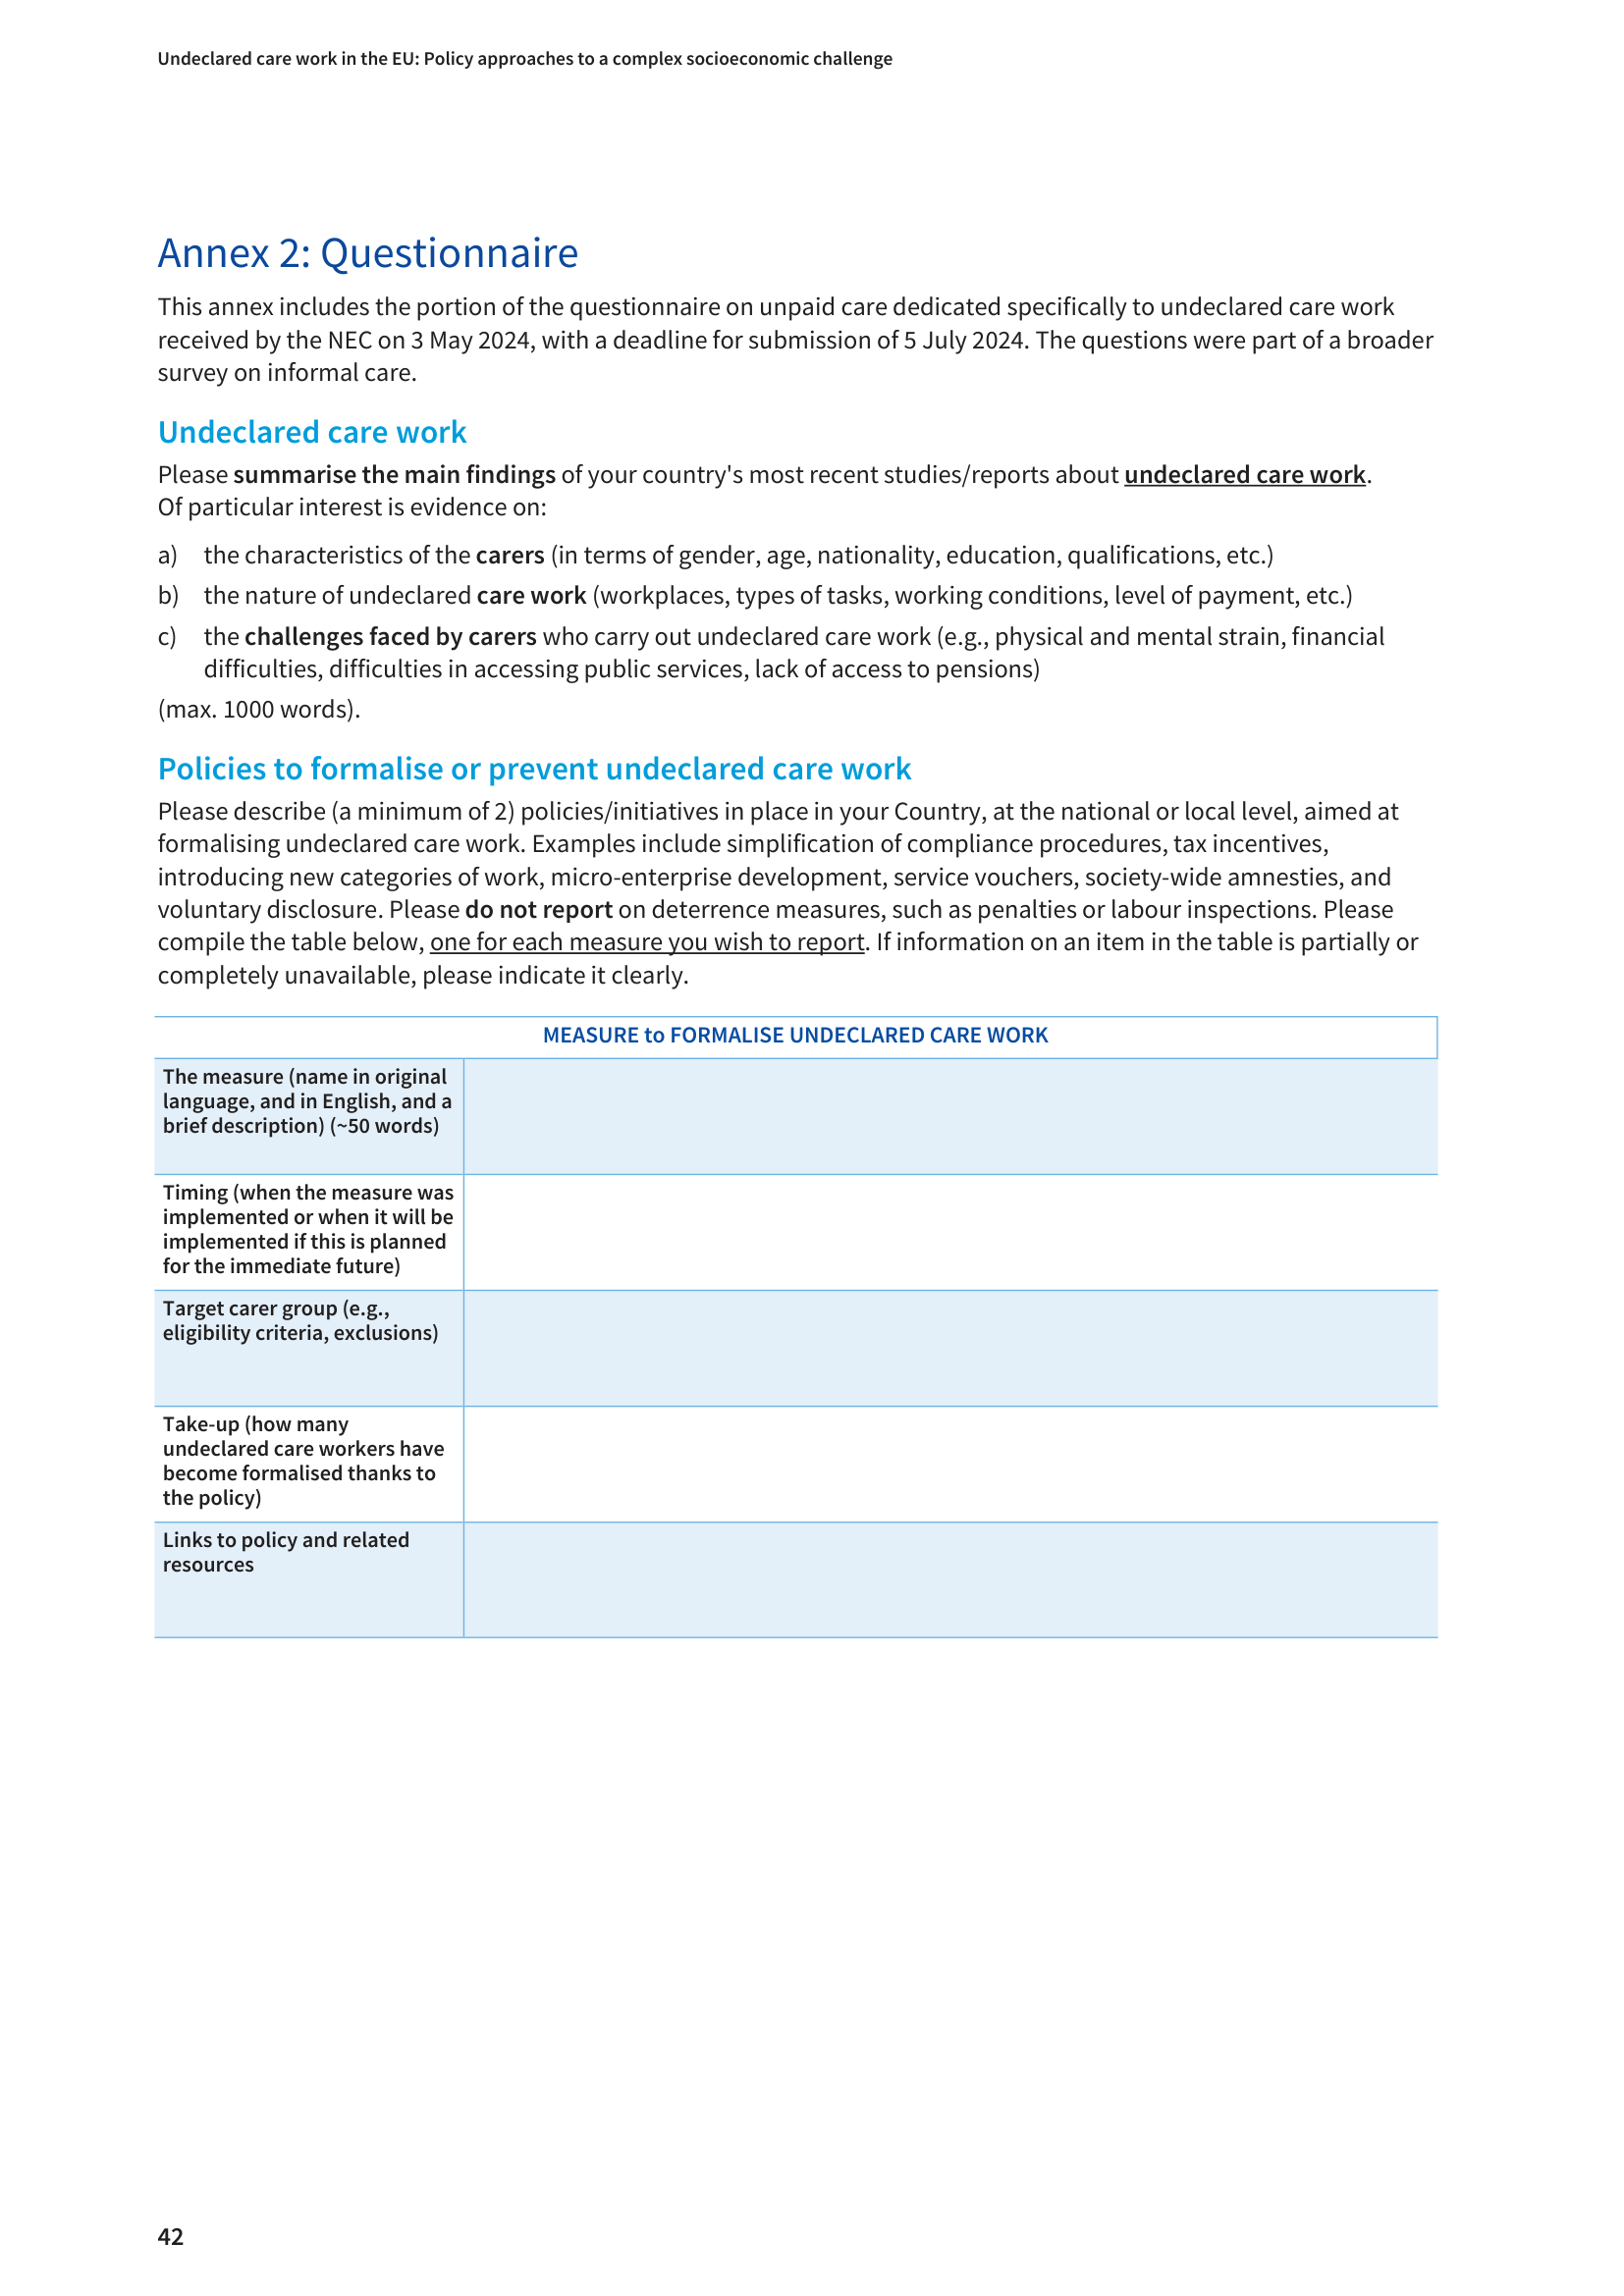 Undeclared care work in the EU: Policy approaches to a complex socioeconomic challenge
Annex 2: Questionnaire
This annex includes the portion of the questionnaire on unpaid care dedicated specifically to undeclared care work
received by the NEC on 3 May 2024, with a deadline for submission of 5 July 2024. The questions were part of a broader
survey on informal care.
Undeclared care work
Please summarise the main findings of your country's most recent studies/reports about undeclared care work.
Of particular interest is evidence on:
a) the characteristics of the carers (in terms of gender, age, nationality, education, qualifications, etc.)
b) the nature of undeclared care work (workplaces, types of tasks, working conditions, level of payment, etc.)
c) the challenges faced by carers who carry out undeclared care work (e.g., physical and mental strain, financial
difficulties, difficulties in accessing public services, lack of access to pensions)
(max. 1000 words).
Policies to formalise or prevent undeclared care work
Please describe (a minimum of 2) policies/initiatives in place in your Country, at the national or local level, aimed at
formalising undeclared care work. Examples include simplification of compliance procedures, tax incentives,
introducing new categories of work, micro-enterprise development, service vouchers, society-wide amnesties, and
voluntary disclosure. Please do not report on deterrence measures, such as penalties or labour inspections. Please
compile the table below, one for each measure you wish to report. If information on an item in the table is partially or
completely unavailable, please indicate it clearly.
MEASURE to FORMALISE UNDECLARED CARE WORK
The measure (name in original
language, and in English, and a
brief description) (~50 words)
Timing (when the measure was
implemented or when it will be
implemented if this is planned
for the immediate future)
Target carer group (e.g.,
eligibility criteria, exclusions)
Take-up (how many
undeclared care workers have
become formalised thanks to
the policy)
Links to policy and related
resources
42